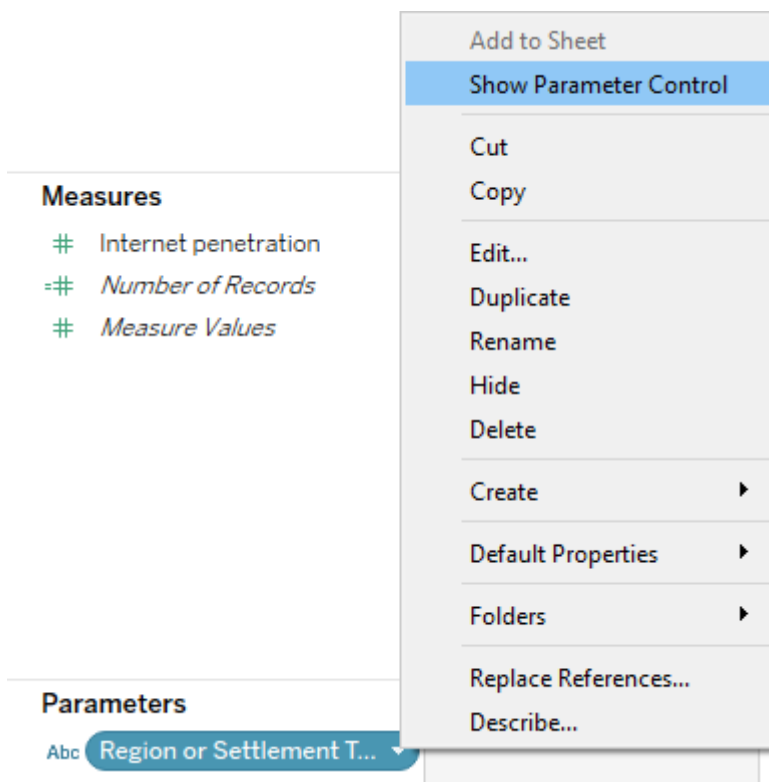 Add to Sheet
Show Parameter Control
Cut
Copy
Measures
# Internet penetration
=# Number of Records
# Measure Values
Edit...
Duplicate
Rename
Hide
Delete
Create
Default Properties
Folders
Replace References...
Describe...
Parameters
Abc Region or Settlement T...